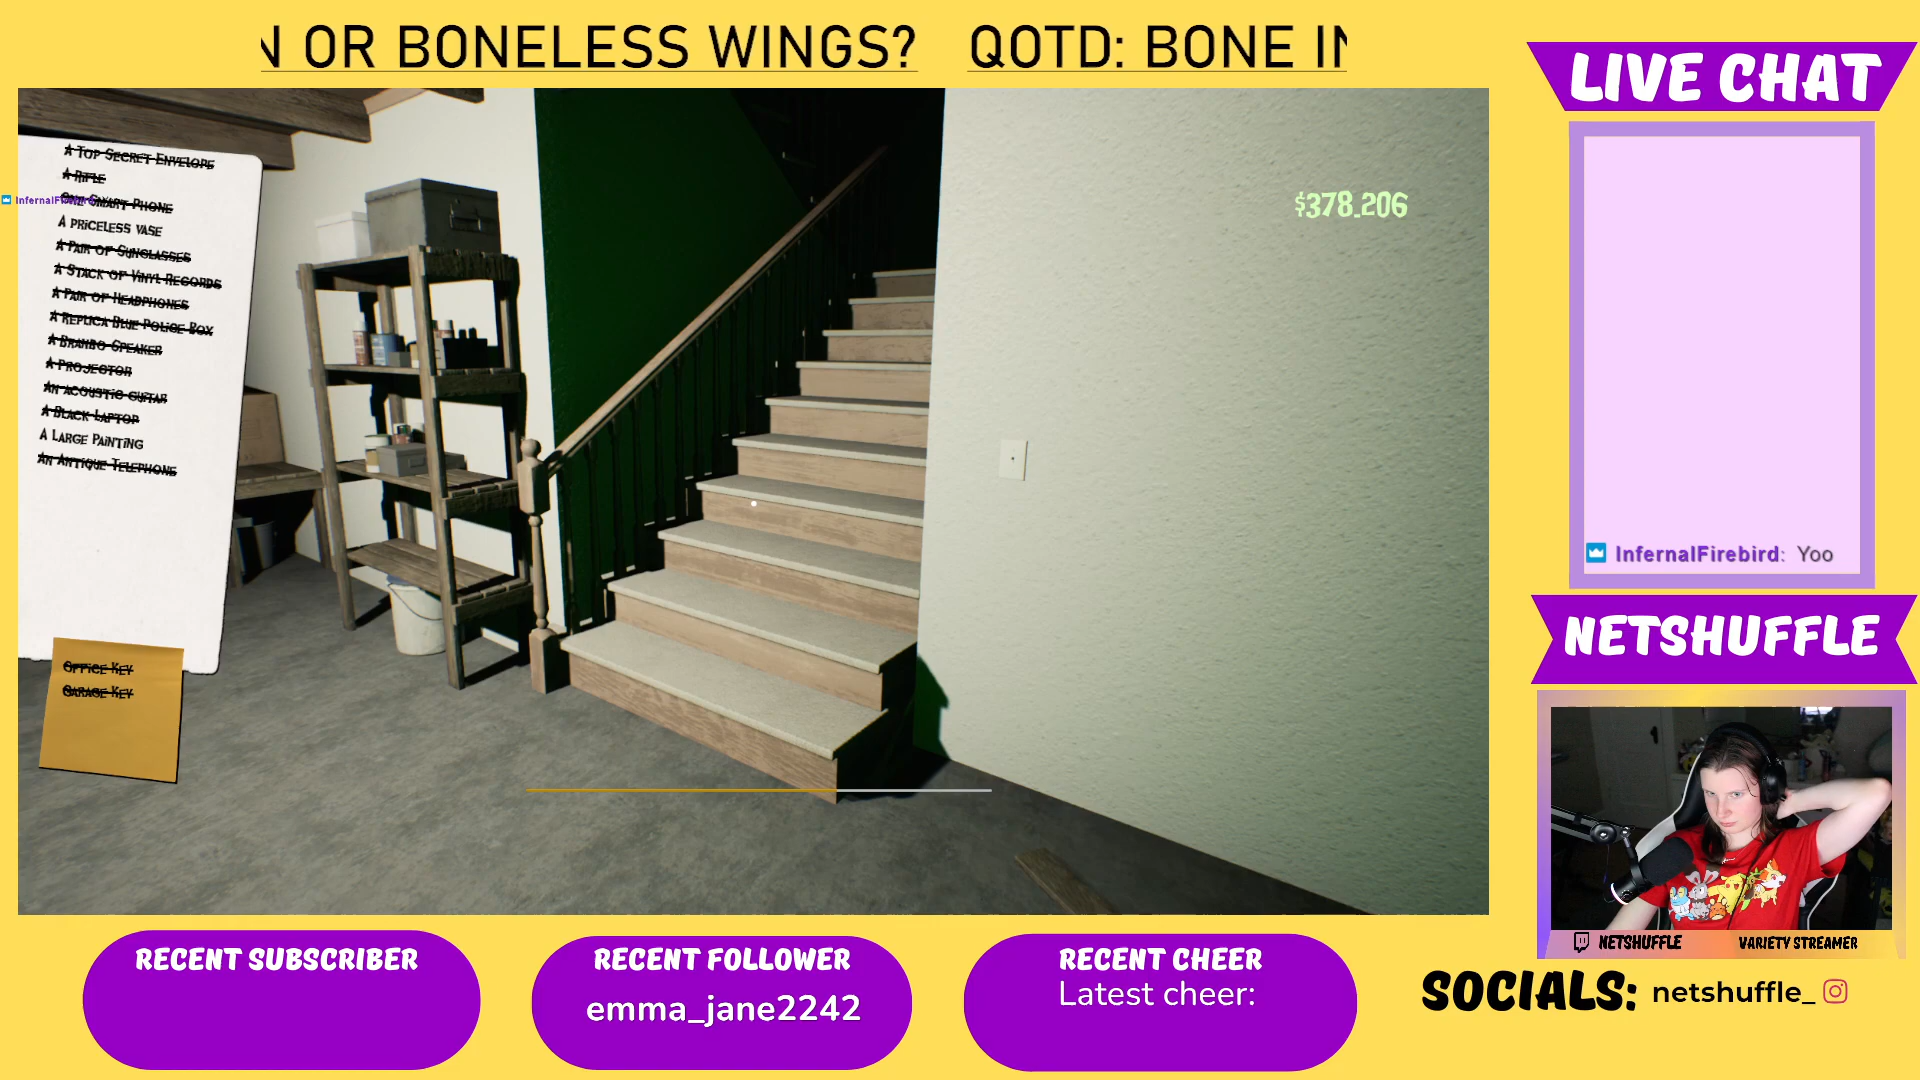 N OR BONELESS WINGS? QOTD: BONE IN
LIVE CHAT
A TOP SECRET ENVELOPE
A RIFLE
InfernalFirebird
SMART PHONE
A PRICELESS VASE
A PAIR OF SUNGLASSES
A STACK OF VINYL RECORDS
A PAIR OF HEADPHONES
A REPLICA BLUE POLICE BOX
A BRANBO SPEAKER
A PROJECTOR
AN ACOUSTIC GUITAR
A BLACK LAPTOP
A LARGE PAINTING
AN ANTIQUE TELEPHONE
$378.206
InfernalFirebird: Yoo
NETSHUFFLE
OFFICE KEY
GARAGE KEY
NETSHUFFLE VARIETY STREAMER
RECENT SUBSCRIBER
RECENT FOLLOWER
emma_jane2242
RECENT CHEER
Latest cheer:
SOCIALS: netshuffle_